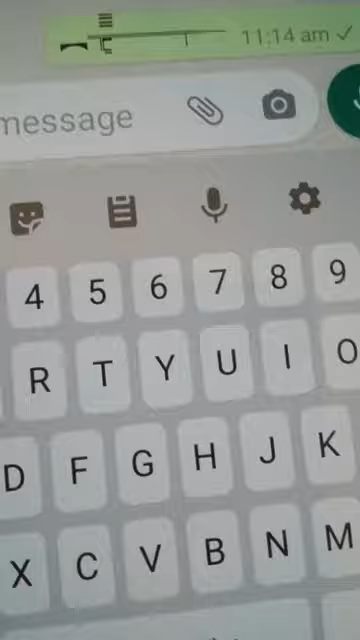 11:14 am
message
4 5 6 7 8 9
R T Y U I O
D F G H J K
X C V B N M